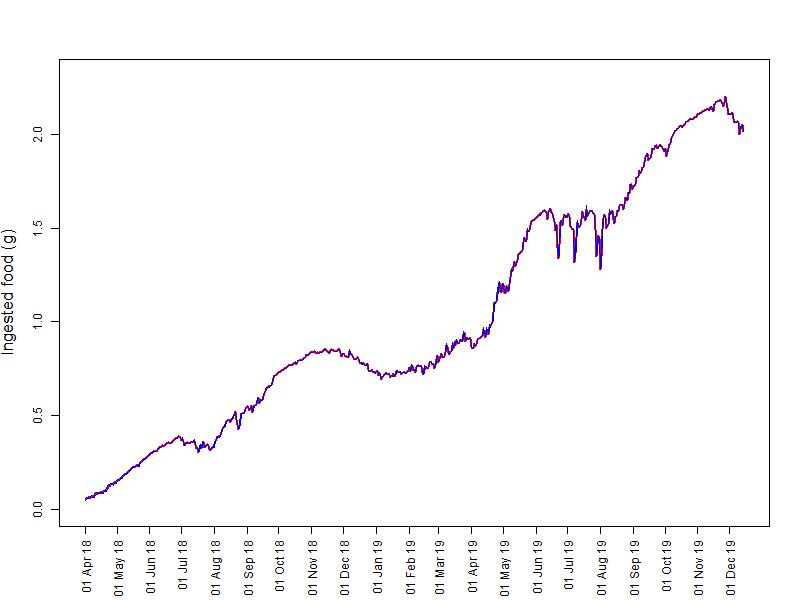 Ingested food (g)
2.0
1.5
1.0
0.5
0.0
01 Apr 18
01 May 18
01 Jun 18
01 Jul 18
01 Aug 18
01 Sep 18
01 Oct 18
01 Nov 18
01 Dec 18
01 Jan 19
01 Feb 19
01 Mar 19
01 Apr 19
01 May 19
01 Jun 19
01 Jul 19
01 Aug 19
01 Sep 19
01 Oct 19
01 Nov 19
01 Dec 19